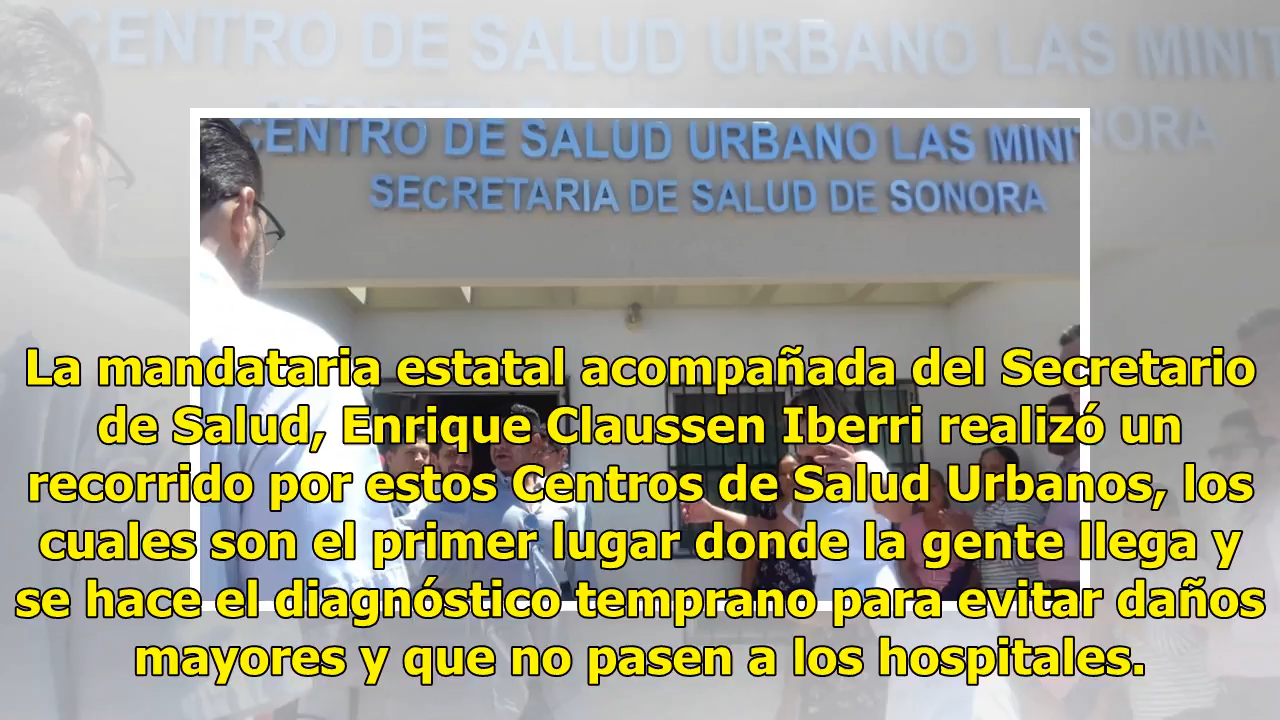 CENTRO DE SALUD URBANO LAS
SECRETARIA DE SALUD DE SONORA
La mandataria estatal acompañada del Secretario
de Salud, Enrique Claussen Iberri realizó un
recorrido por estos Centros de Salud Urbanos, los
cuales son el primer lugar donde la gente llega y
se hace el diagnóstico temprano para evitar daños
mayores y que no pasen a los hospitales.